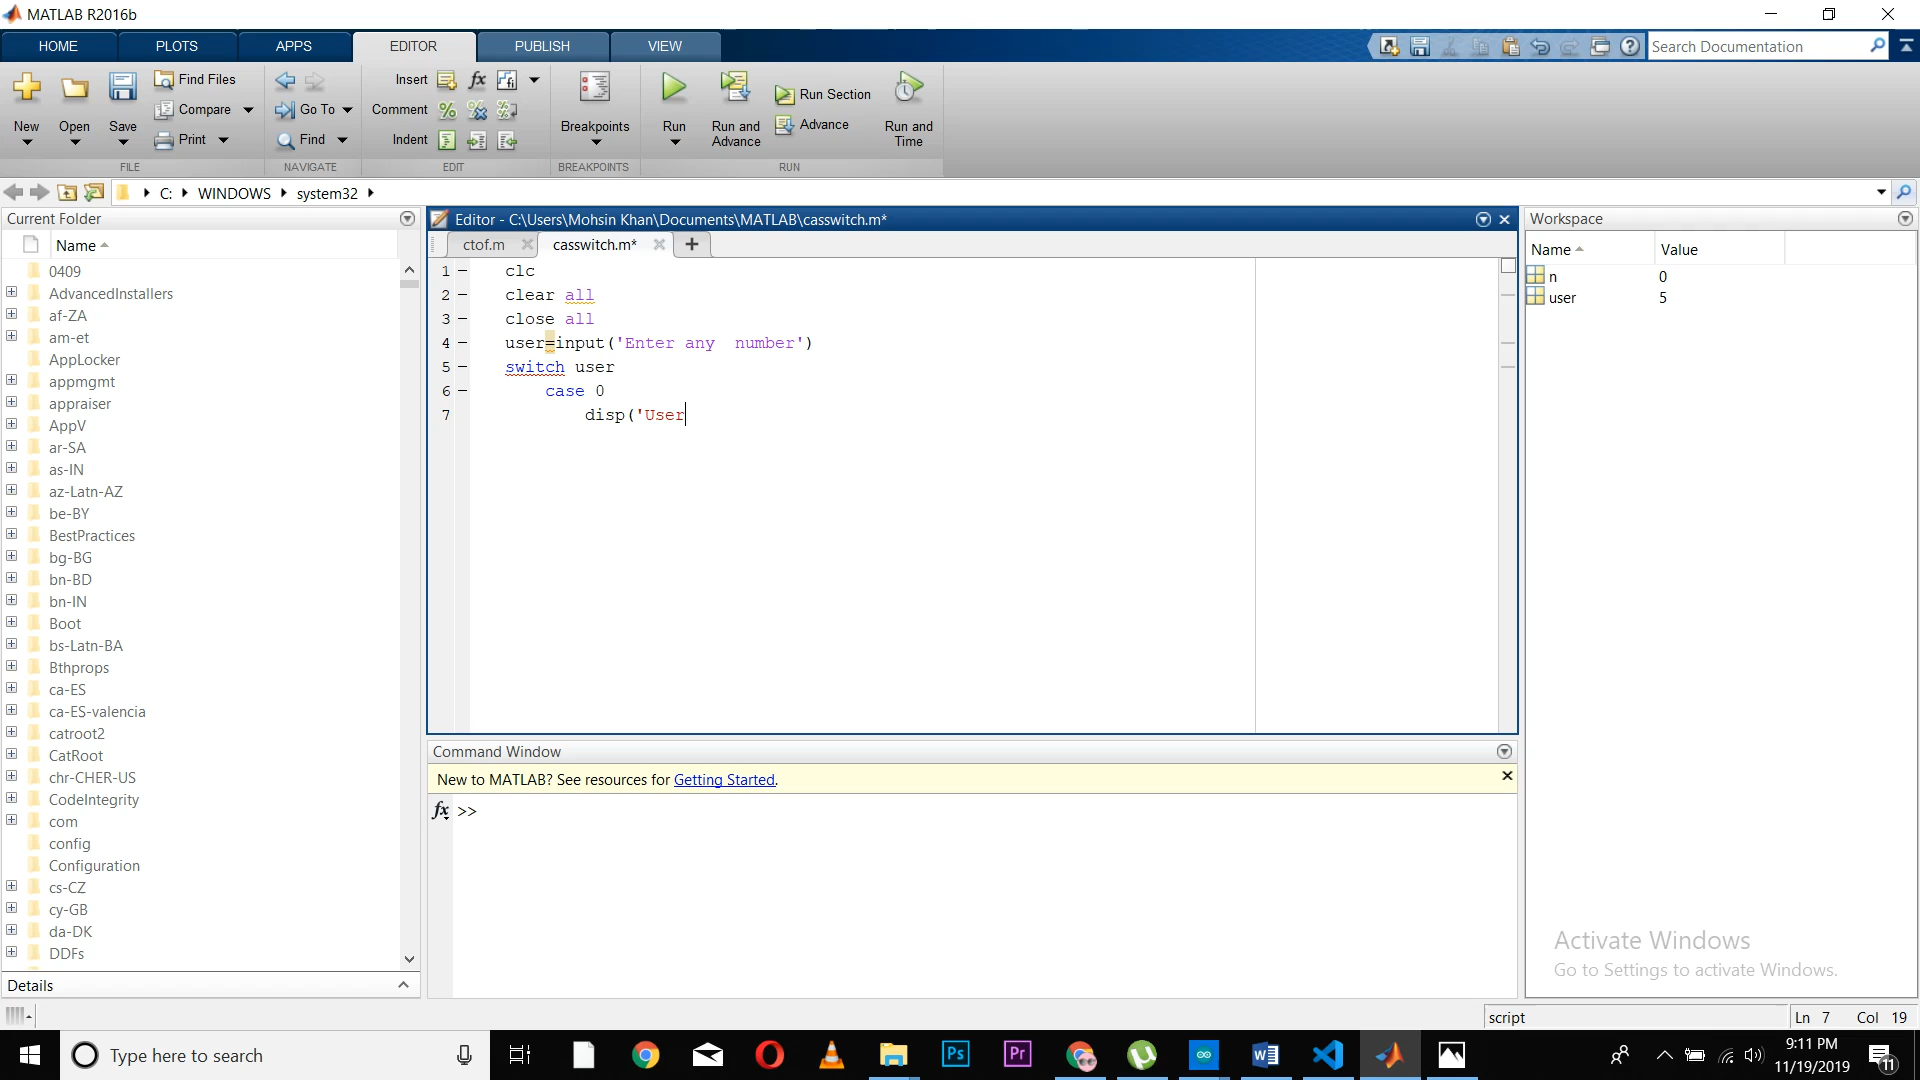 MATLAB R2016b
HOME PLOTS APPS EDITOR PUBLISH VIEW
Search Documentation
New
Open
Save
Find Files
Compare
Print
FILE
Go To
Find
NAVIGATE
Insert
Comment
Indent
EDIT
Breakpoints
BREAKPOINTS
Run
Run and Advance
Run Section
Advance
Run and Time
RUN
C: WINDOWS system32
Current Folder
Name
0409
AdvancedInstallers
af-ZA
am-et
AppLocker
appmgmt
appraiser
AppV
ar-SA
as-IN
az-Latn-AZ
be-BY
BestPractices
bg-BG
bn-BD
bn-IN
Boot
bs-Latn-BA
Bthprops
ca-ES
ca-ES-valencia
catroot2
CatRoot
chr-CHER-US
CodeIntegrity
com
config
Configuration
cs-CZ
cy-GB
da-DK
DDFs
Details
Editor - C:\Users\Mohsin Khan\Documents\MATLAB\casswitch.m*
ctof.m casswitch.m*
1 clc
2 clear all
3 close all
4 user=input('Enter any  number')
5 switch user
6 case 0
7 disp('User
Command Window
New to MATLAB? See resources for Getting Started.
fx >>
Workspace
Name Value
n 0
user 5
Activate Windows
Go to Settings to activate Windows.
script
Ln 7 Col 19
Type here to search
Ps
Pr
9:11 PM
11/19/2019
11